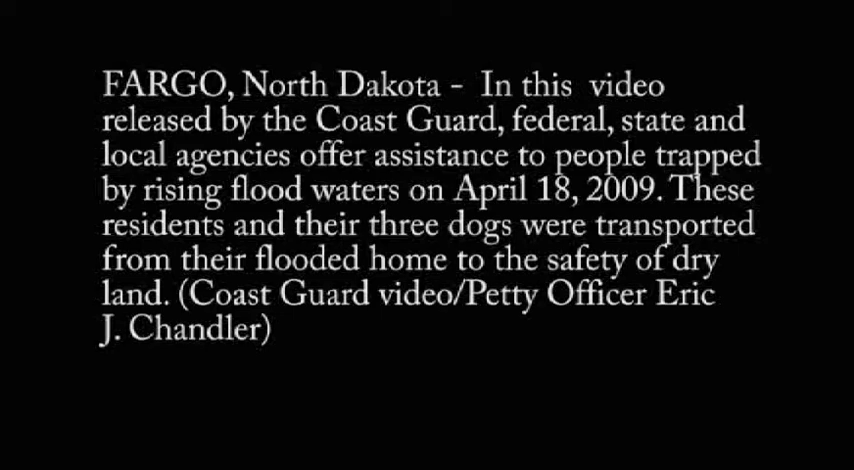 FARGO, North Dakota -  In this  video
released by the Coast Guard, federal, state and
local agencies offer assistance to people trapped
by rising flood waters on April 18, 2009. These
residents and their three dogs were transported
from their flooded home to the safety of dry
land. (Coast Guard video/Petty Officer Eric
J. Chandler)